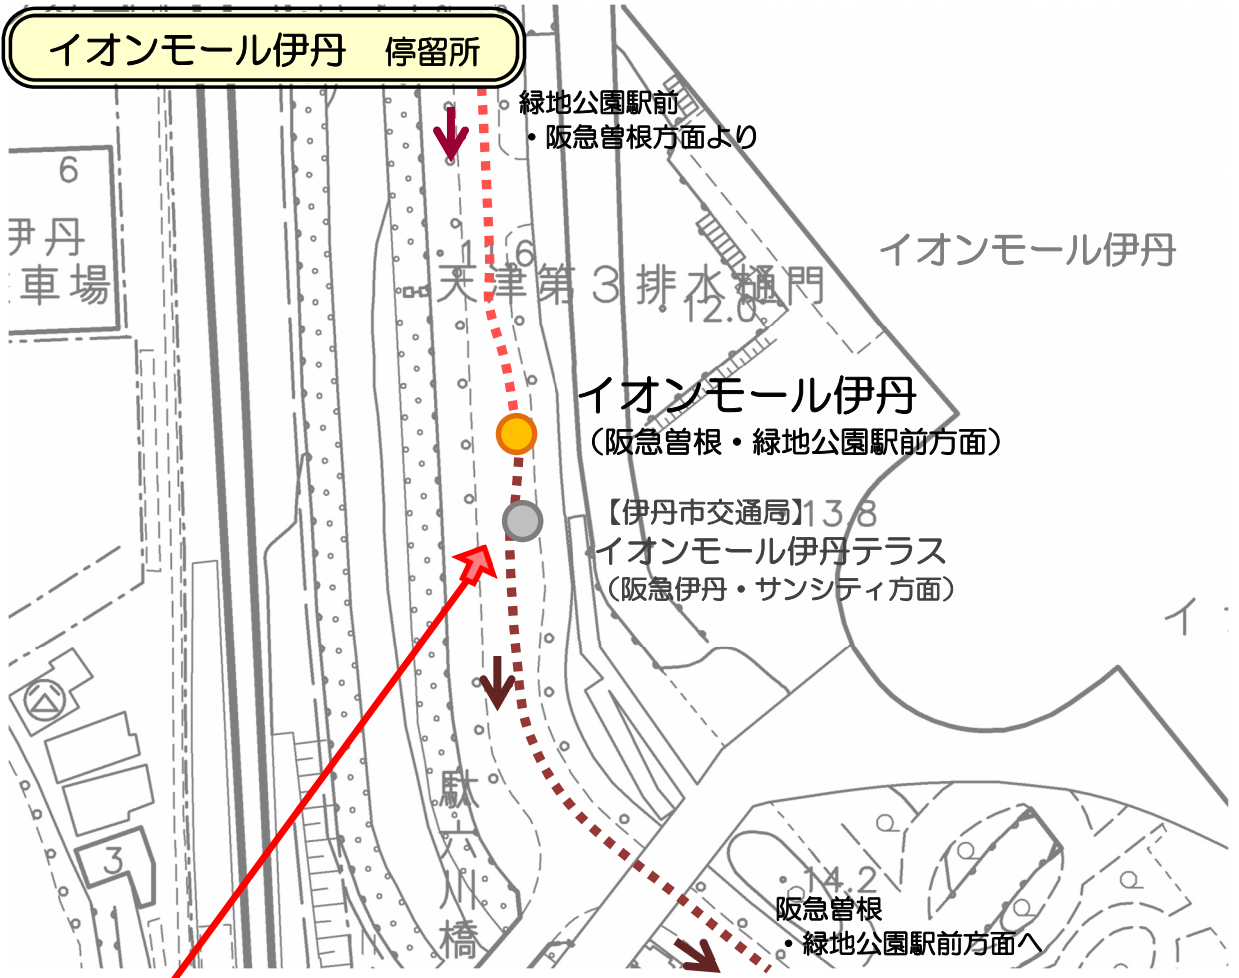 イオンモール伊丹　停留所
緑地公園駅前
・阪急曽根方面より
6
伊丹
車場
11.6
天津第３排水樋門
12.0
イオンモール伊丹
イオンモール伊丹
（阪急曽根・緑地公園駅前方面）
【伊丹市交通局】
13.8
イオンモール伊丹テラス
（阪急伊丹・サンシティ方面）
イ
駄六川橋
3
14.2
阪急曽根
・緑地公園駅前方面へ